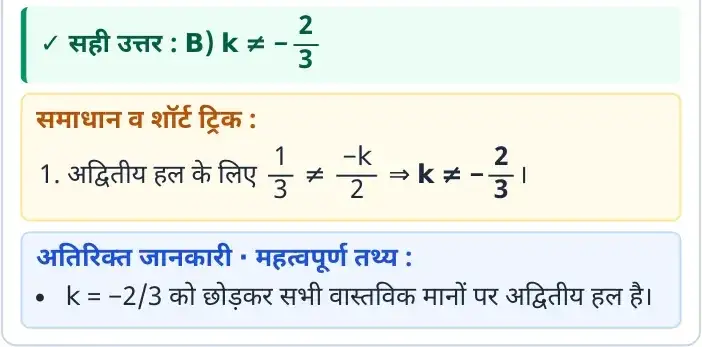 ✓ सही उत्तर : B) k ≠ −2/3
समाधान व शॉर्ट ट्रिक :
1. अद्वितीय हल के लिए 1/3 ≠ −k/2 ⇒ k ≠ −2/3।
अतिरिक्त जानकारी · महत्वपूर्ण तथ्य :
• k = −2/3 को छोड़कर सभी वास्तविक मानों पर अद्वितीय हल है।